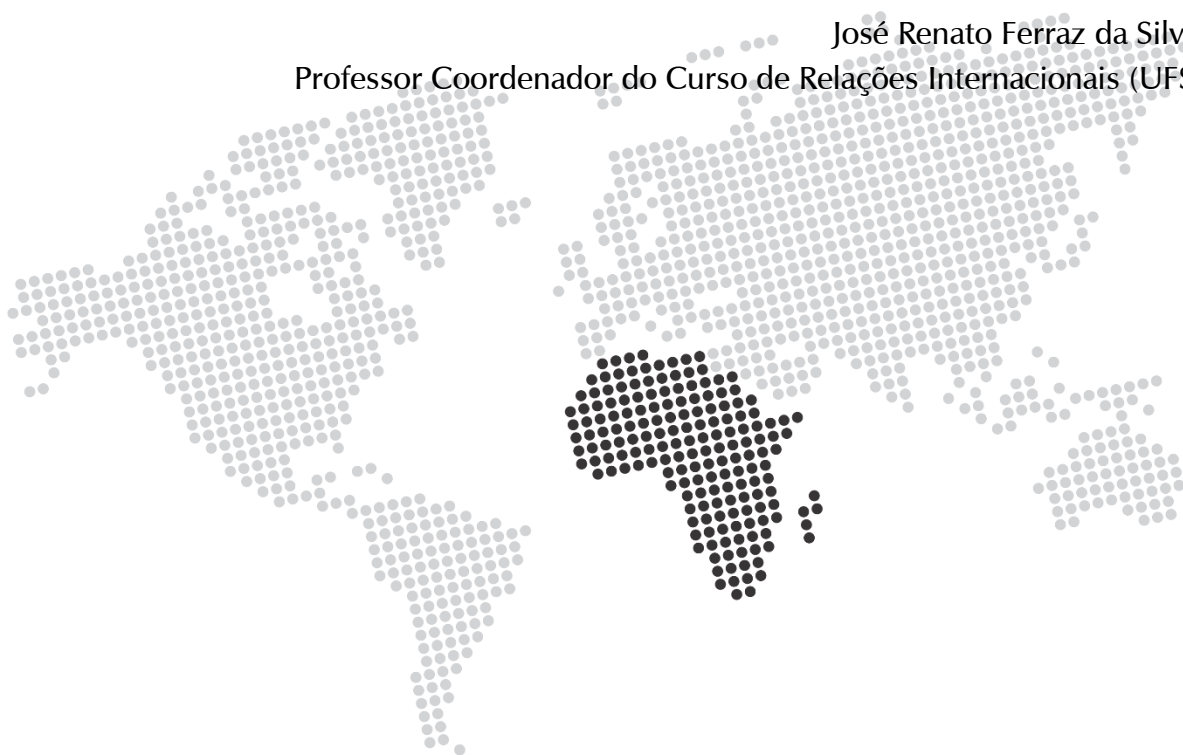 José Renato Ferraz da Silv
Professor Coordenador do Curso de Relações Internacionais (UFS